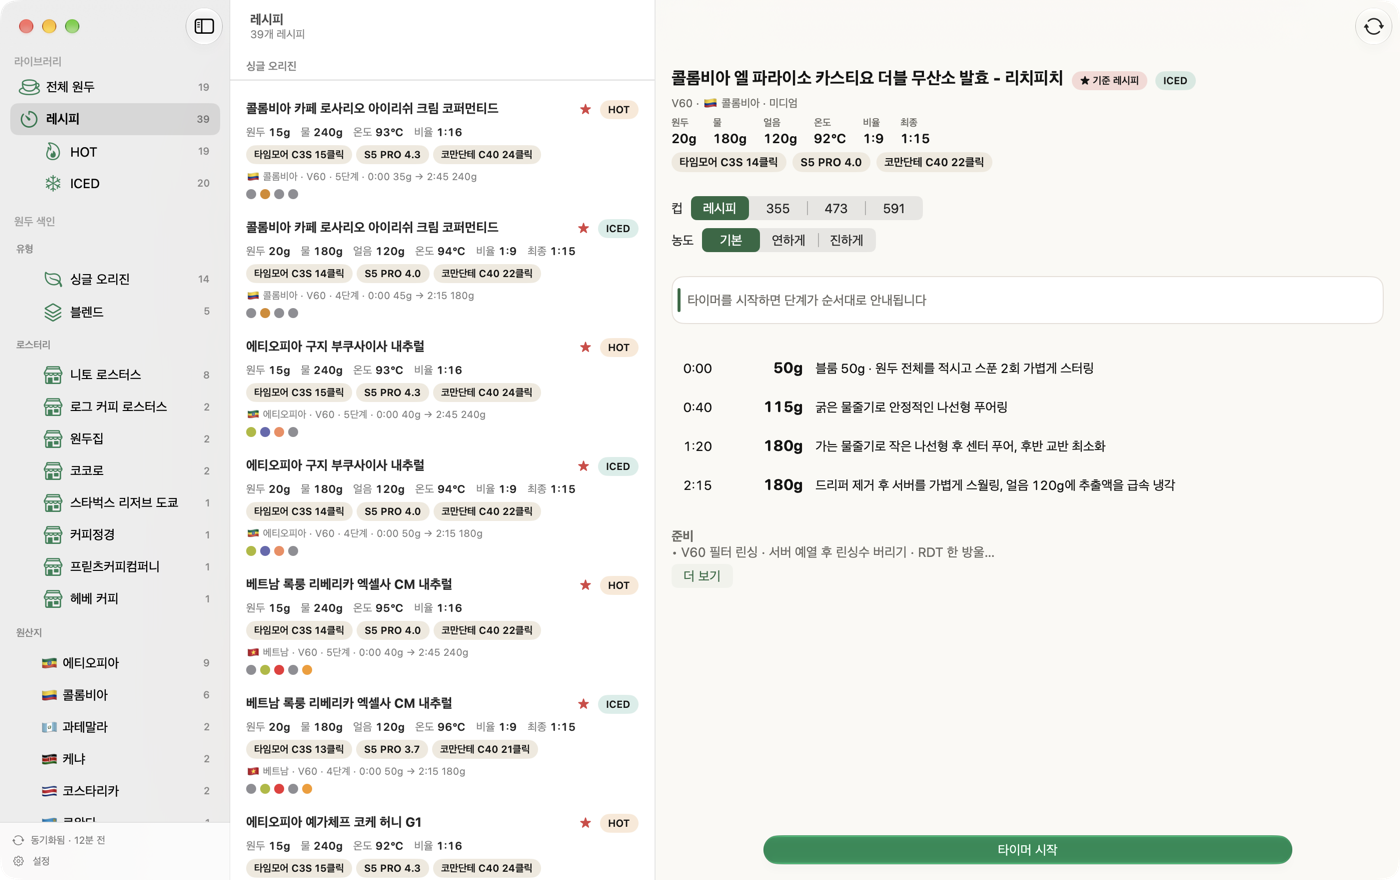 라이브러리
전체 원두 19
레시피 39
HOT 19
ICED 20
원두 색인
유형
싱글 오리진 14
블렌드 5
로스터리
니토 로스터스 8
로그 커피 로스터스 2
원두집 2
코코로 2
스타벅스 리저브 도쿄 1
커피정경 1
프릳츠커피컴퍼니 1
헤베 커피 1
원산지
에티오피아 9
콜롬비아 6
과테말라 2
케냐 2
코스타리카 2
동기화됨 · 12분 전
설정
레시피
39개 레시피
싱글 오리진
콜롬비아 카페 로사리오 아이리쉬 크림 코퍼먼티드 ★ HOT
원두 15g 물 240g 온도 93°C 비율 1:16
타임모어 C3S 15클릭 S5 PRO 4.3 코만단테 C40 24클릭
콜롬비아 · V60 · 5단계 · 0:00 35g → 2:45 240g
콜롬비아 카페 로사리오 아이리쉬 크림 코퍼먼티드 ★ ICED
원두 20g 물 180g 얼음 120g 온도 94°C 비율 1:9 최종 1:15
타임모어 C3S 14클릭 S5 PRO 4.0 코만단테 C40 22클릭
콜롬비아 · V60 · 4단계 · 0:00 45g → 2:15 180g
에티오피아 구지 부쿠사이사 내추럴 ★ HOT
원두 15g 물 240g 온도 93°C 비율 1:16
타임모어 C3S 15클릭 S5 PRO 4.3 코만단테 C40 24클릭
에티오피아 · V60 · 5단계 · 0:00 40g → 2:45 240g
에티오피아 구지 부쿠사이사 내추럴 ★ ICED
원두 20g 물 180g 얼음 120g 온도 94°C 비율 1:9 최종 1:15
타임모어 C3S 14클릭 S5 PRO 4.0 코만단테 C40 22클릭
에티오피아 · V60 · 4단계 · 0:00 50g → 2:15 180g
베트남 록룽 리베리카 엑셀사 CM 내추럴 ★ HOT
원두 15g 물 240g 온도 95°C 비율 1:16
타임모어 C3S 14클릭 S5 PRO 4.0 코만단테 C40 22클릭
베트남 · V60 · 5단계 · 0:00 40g → 2:45 240g
베트남 록룽 리베리카 엑셀사 CM 내추럴 ★ ICED
원두 20g 물 180g 얼음 120g 온도 96°C 비율 1:9 최종 1:15
타임모어 C3S 13클릭 S5 PRO 3.7 코만단테 C40 21클릭
베트남 · V60 · 4단계 · 0:00 50g → 2:15 180g
에티오피아 예가체프 코케 허니 G1 ★ HOT
원두 15g 물 240g 온도 92°C 비율 1:16
타임모어 C3S 15클릭 S5 PRO 4.3 코만단테 C40 24클릭
콜롬비아 엘 파라이소 카스티요 더블 무산소 발효 - 리치피치 ★ 기준 레시피 ICED
V60 · 콜롬비아 · 미디엄
원두 물 얼음 온도 비율 최종
20g 180g 120g 92°C 1:9 1:15
타임모어 C3S 14클릭 S5 PRO 4.0 코만단테 C40 22클릭
컵 레시피 355 473 591
농도 기본 연하게 진하게
타이머를 시작하면 단계가 순서대로 안내됩니다
0:00 50g 블룸 50g · 원두 전체를 적시고 스푼 2회 가볍게 스터링
0:40 115g 굵은 물줄기로 안정적인 나선형 푸어링
1:20 180g 가는 물줄기로 작은 나선형 후 센터 푸어, 후반 교반 최소화
2:15 180g 드리퍼 제거 후 서버를 가볍게 스월링, 얼음 120g에 추출액을 급속 냉각
준비
• V60 필터 린싱 · 서버 예열 후 린싱수 버리기 · RDT 한 방울...
더 보기
타이머 시작